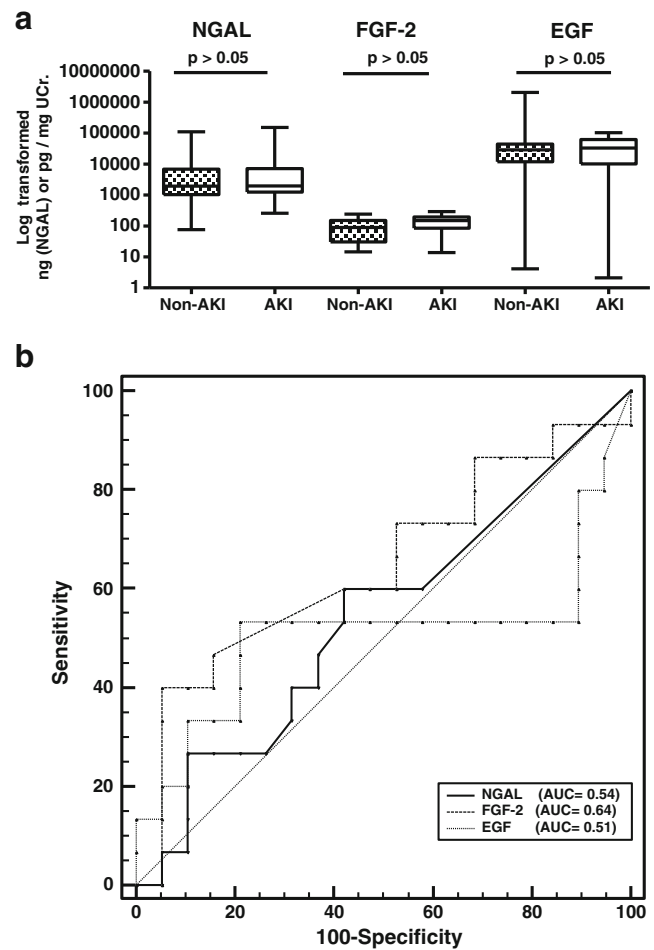 a
NGAL FGF-2 EGF
p > 0.05 p > 0.05 p > 0.05
Log transformed
ng (NGAL) or pg / mg UCr.
10000000
1000000
100000
10000
1000
100
10
1
Non-AKI AKI Non-AKI AKI Non-AKI AKI
b
Sensitivity
100
80
60
40
20
0
NGAL (AUC= 0.54)
FGF-2 (AUC= 0.64)
EGF (AUC= 0.51)
0 20 40 60 80 100
100-Specificity